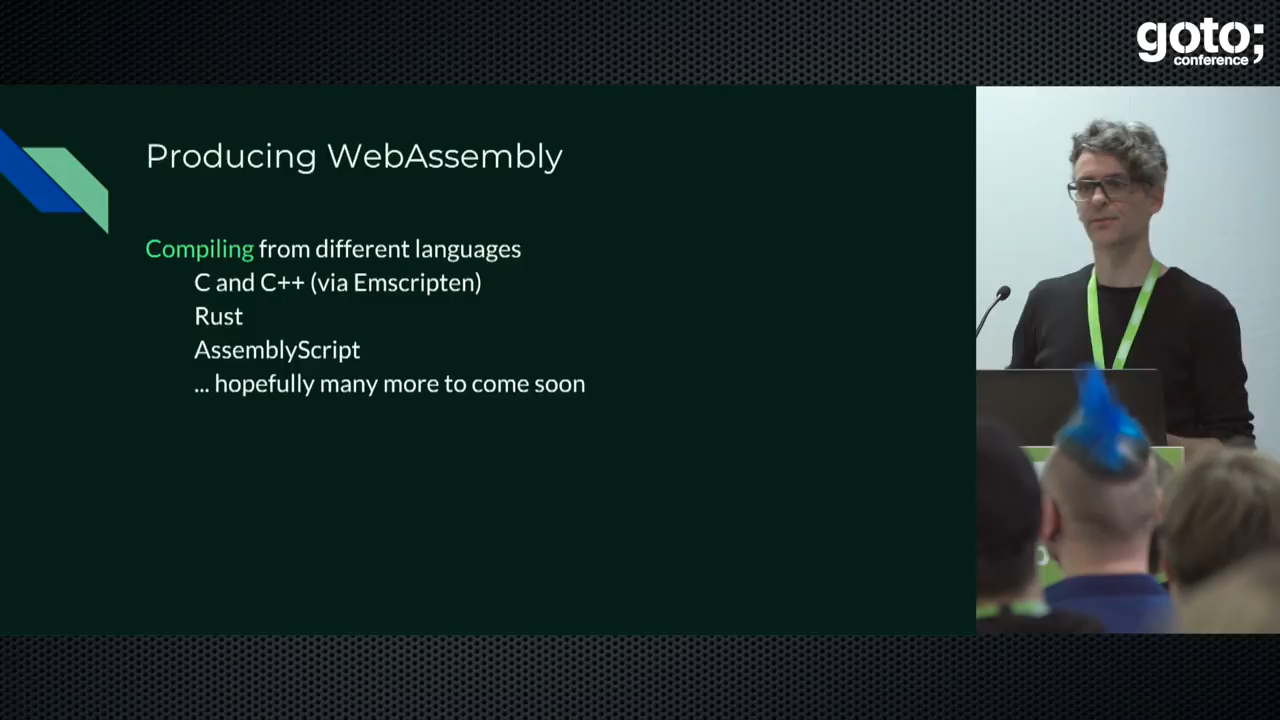 goto;
conference
Producing WebAssembly
Compiling from different languages
C and C++ (via Emscripten)
Rust
AssemblyScript
... hopefully many more to come soon